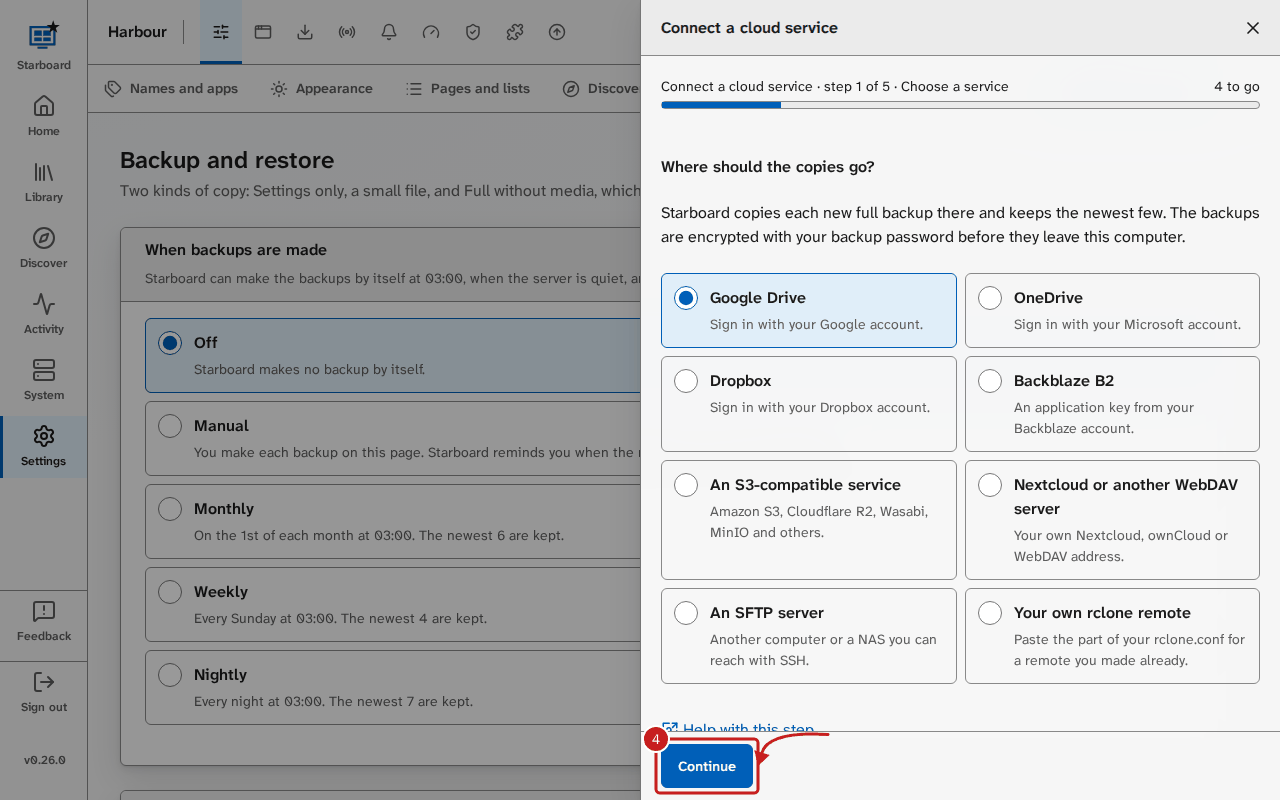 Starboard
Home
Library
Discover
Activity
System
Settings
Feedback
Sign out
v0.26.0
Harbour
Names and apps
Appearance
Pages and lists
Discove
Backup and restore
Two kinds of copy: Settings only, a small file, and Full without media, which
When backups are made
Starboard can make the backups by itself at 03:00, when the server is quiet, a
Off
Starboard makes no backup by itself.
Manual
You make each backup on this page. Starboard reminds you when the
Monthly
On the 1st of each month at 03:00. The newest 6 are kept.
Weekly
Every Sunday at 03:00. The newest 4 are kept.
Nightly
Every night at 03:00. The newest 7 are kept.
Connect a cloud service
Connect a cloud service · step 1 of 5 · Choose a service
4 to go
Where should the copies go?
Starboard copies each new full backup there and keeps the newest few. The backups
are encrypted with your backup password before they leave this computer.
Google Drive
Sign in with your Google account.
OneDrive
Sign in with your Microsoft account.
Dropbox
Sign in with your Dropbox account.
Backblaze B2
An application key from your
Backblaze account.
An S3-compatible service
Amazon S3, Cloudflare R2, Wasabi,
MinIO and others.
Nextcloud or another WebDAV
server
Your own Nextcloud, ownCloud or
WebDAV address.
An SFTP server
Another computer or a NAS you can
reach with SSH.
Your own rclone remote
Paste the part of your rclone.conf for
a remote you made already.
Help with this step
4
Continue